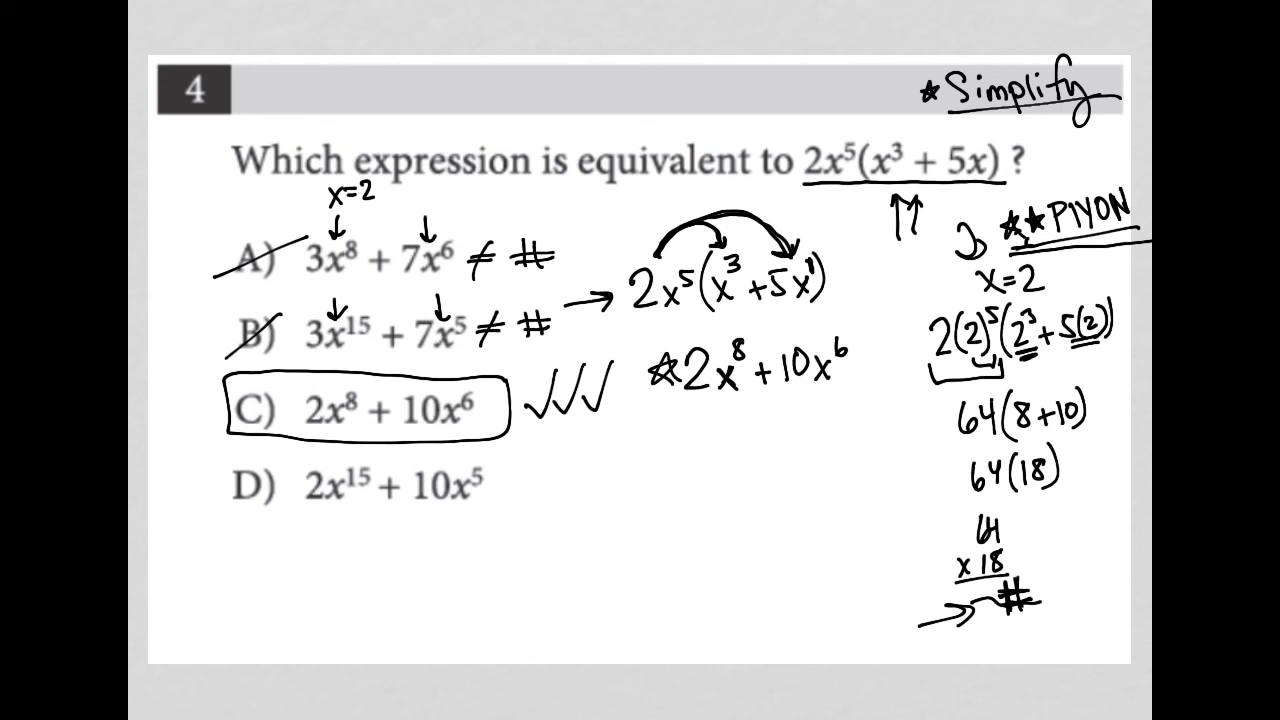 4
★ Simplify
Which expression is equivalent to 2x⁵(x³ + 5x) ?
x=2
A) 3x⁸ + 7x⁶ ≠ #
B) 3x¹⁵ + 7x⁵ ≠ #
C) 2x⁸ + 10x⁶
D) 2x¹⁵ + 10x⁵
→ 2x⁵(x³ + 5x¹)
☆ 2x⁸ + 10x⁶
★★ PIYON
x=2
2(2)⁵(2³ + 5(2))
64(8+10)
64(18)
64
x 18
→ #